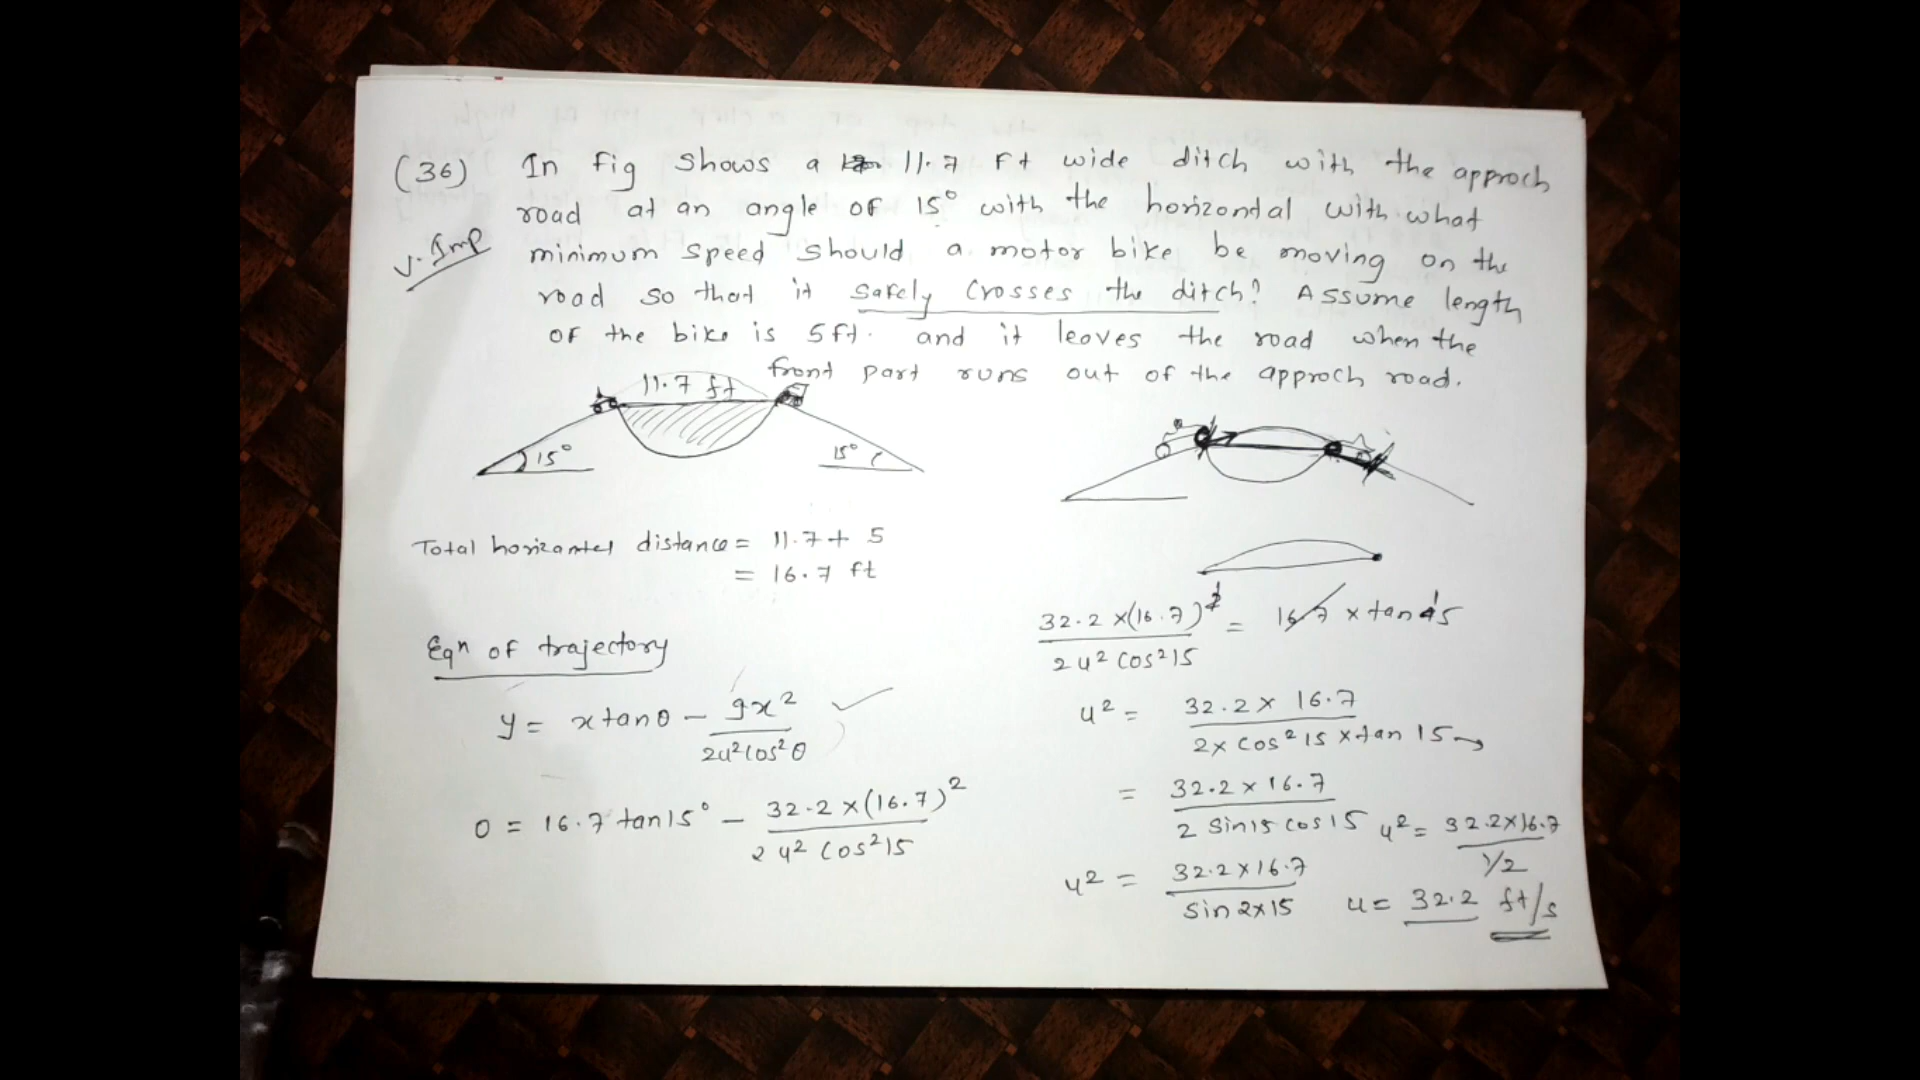 (36) In fig shows a 11.7 Ft wide ditch with the approch
road at an angle of 15° with the horizontal with what
v. Imp
minimum speed should a motor bike be moving on the
road so that it safely crosses the ditch? Assume length
of the bike is 5ft. and it leaves the road when the
front part runs out of the approch road.
11.7 ft
15°
15°
Total horizantel distance = 11.7 + 5
= 16.7 ft
Eqⁿ of trajectory
y = x tanθ - gx² / 2u²cos²θ
0 = 16.7 tan15° - 32.2 x (16.7)² / 2u² cos²15
32.2 x (16.7)² / 2u² cos²15 = 16.7 x tan 15
u² = 32.2 x 16.7 / 2 x cos²15 x tan 15
= 32.2 x 16.7 / 2 sin15 cos15
u² = 32.2 x 16.7 / sin 2x15
u² = 32.2 x 16.7 / 1/2
u = 32.2 ft/s